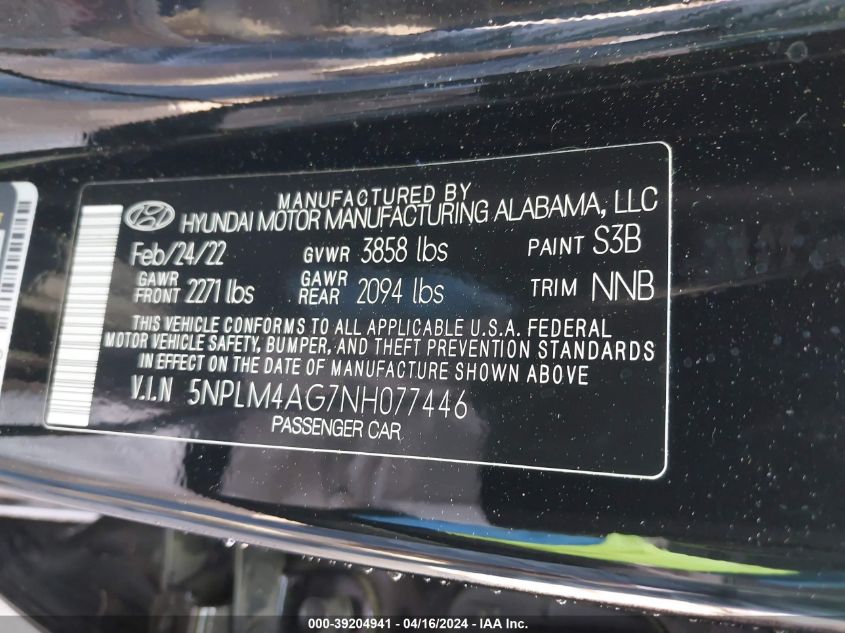 MANUFACTURED BY
HYUNDAI MOTOR MANUFACTURING ALABAMA, LLC
Feb/24/22 GVWR 3858 lbs PAINT S3B
GAWR FRONT 2271 lbs GAWR REAR 2094 lbs TRIM NNB
THIS VEHICLE CONFORMS TO ALL APPLICABLE U.S.A. FEDERAL
MOTOR VEHICLE SAFETY, BUMPER, AND THEFT PREVENTION STANDARDS
IN EFFECT ON THE DATE OF MANUFACTURE SHOWN ABOVE.
V.I.N 5NPLM4AG7NH077446
PASSENGER CAR
000-39204941 - 04/16/2024 - IAA Inc.